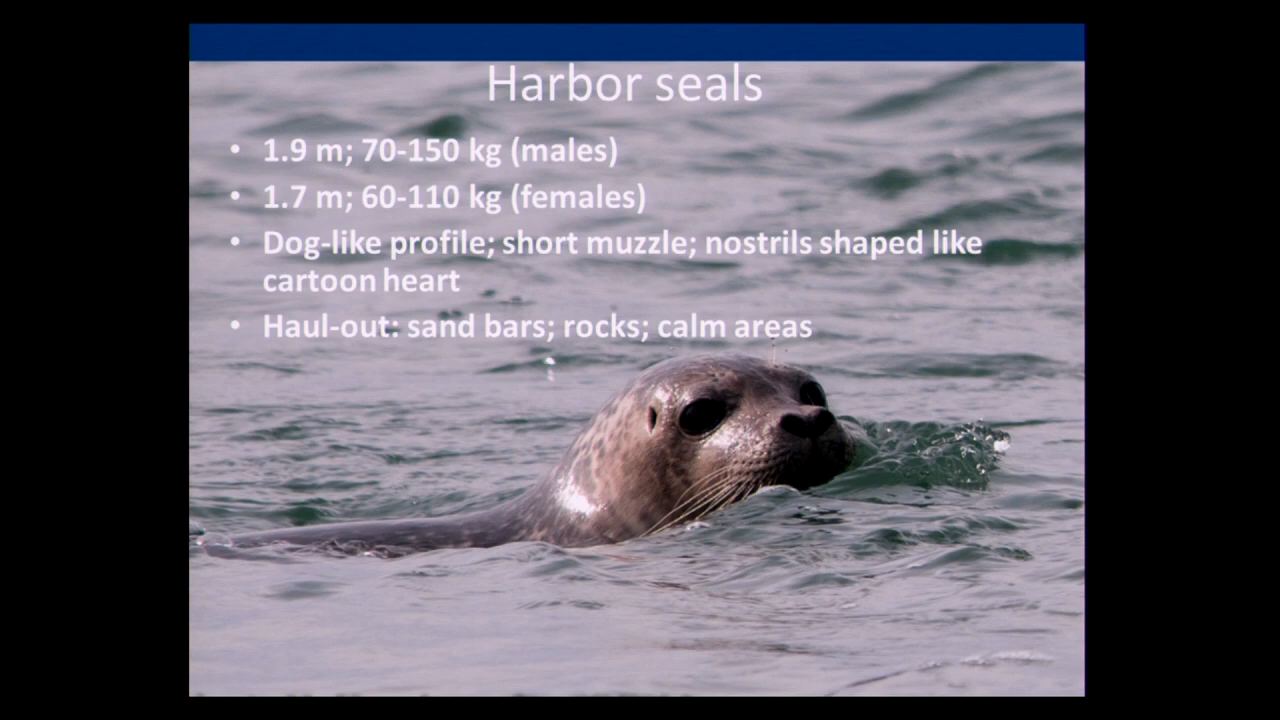 Harbor seals
• 1.9 m; 70-150 kg (males)
• 1.7 m; 60-110 kg (females)
• Dog-like profile; short muzzle; nostrils shaped like
cartoon heart
• Haul-out: sand bars; rocks; calm areas